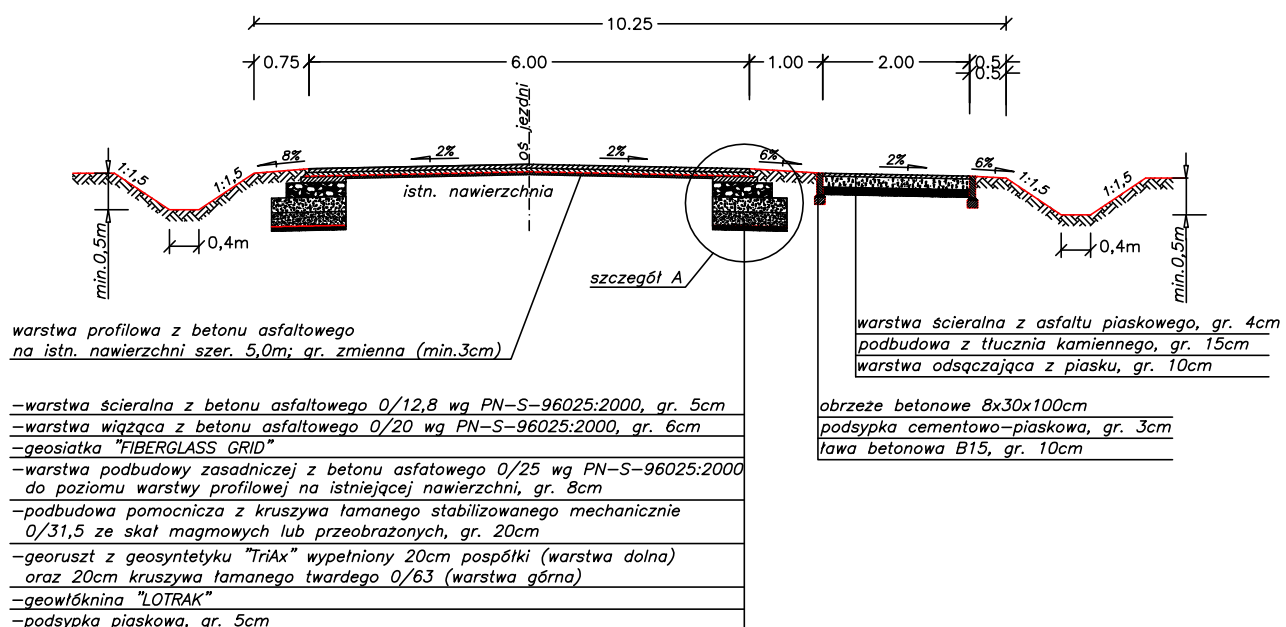 10.25
0.75
6.00
1.00
2.00
0.5
0.5
oś jezdni
1:1,5
1:1,5
8%
2%
2%
6%
2%
6%
1:1,5
1:1,5
istn. nawierzchnia
min.0,5m
0,4m
szczegół A
0,4m
min.0,5m
warstwa profilowa z betonu asfaltowego
na istn. nawierzchni szer. 5,0m; gr. zmienna (min.3cm)
warstwa ścieralna z asfaltu piaskowego, gr. 4cm
podbudowa z tłucznia kamiennego, gr. 15cm
warstwa odsączająca z piasku, gr. 10cm
-warstwa ścieralna z betonu asfaltowego 0/12,8 wg PN-S-96025:2000, gr. 5cm
-warstwa wiążąca z betonu asfaltowego 0/20 wg PN-S-96025:2000, gr. 6cm
-geosiatka "FIBERGLASS GRID"
-warstwa podbudowy zasadniczej z betonu asfatowego 0/25 wg PN-S-96025:2000
do poziomu warstwy profilowej na istniejącej nawierzchni, gr. 8cm
-podbudowa pomocnicza z kruszywa łamanego stabilizowanego mechanicznie
0/31,5 ze skał magmowych lub przeobrażonych, gr. 20cm
-georuszt z geosyntetyku "TriAx" wypełniony 20cm pospółki (warstwa dolna)
oraz 20cm kruszywa łamanego twardego 0/63 (warstwa górna)
-geowłóknina "LOTRAK"
-podsypka piaskowa, gr. 5cm
obrzeże betonowe 8x30x100cm
podsypka cementowo-piaskowa, gr. 3cm
ława betonowa B15, gr. 10cm